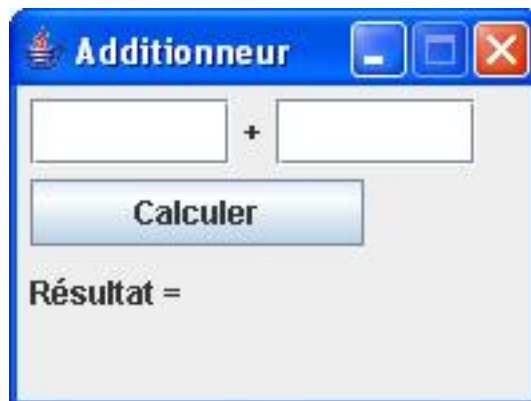 Additionneur
+
Calculer
Résultat =